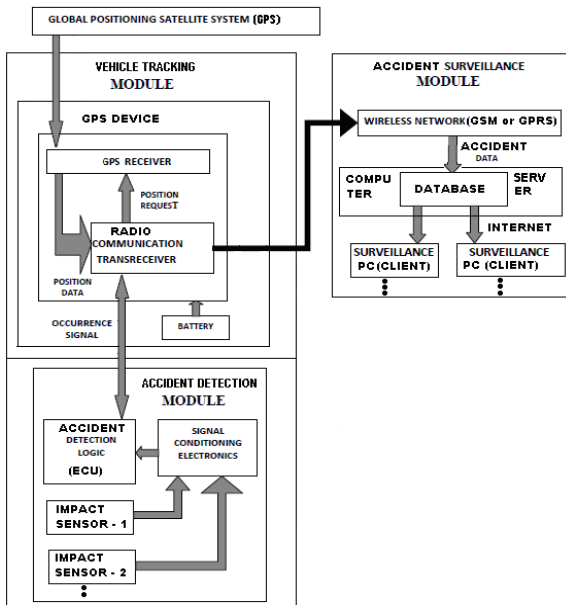 GLOBAL POSITIONING SATELLITE SYSTEM (GPS)
VEHICLE TRACKING
MODULE
GPS DEVICE
GPS RECEIVER
POSITION
REQUEST
RADIO
COMMUNICATION
TRANSRECEIVER
POSITION
DATA
OCCURRENCE
SIGNAL
BATTERY
ACCIDENT DETECTION
MODULE
ACCIDENT
DETECTION
LOGIC
(ECU)
SIGNAL
CONDITIONING
ELECTRONICS
IMPACT
SENSOR - 1
IMPACT
SENSOR - 2
ACCIDENT SURVEILLANCE
MODULE
WIRELESS NETWORK(GSM or GPRS)
ACCIDENT
DATA
COMPU
TER
DATABASE
SERV
ER
INTERNET
SURVEILLANCE
PC(CLIENT)
SURVEILLANCE
PC (CLIENT)